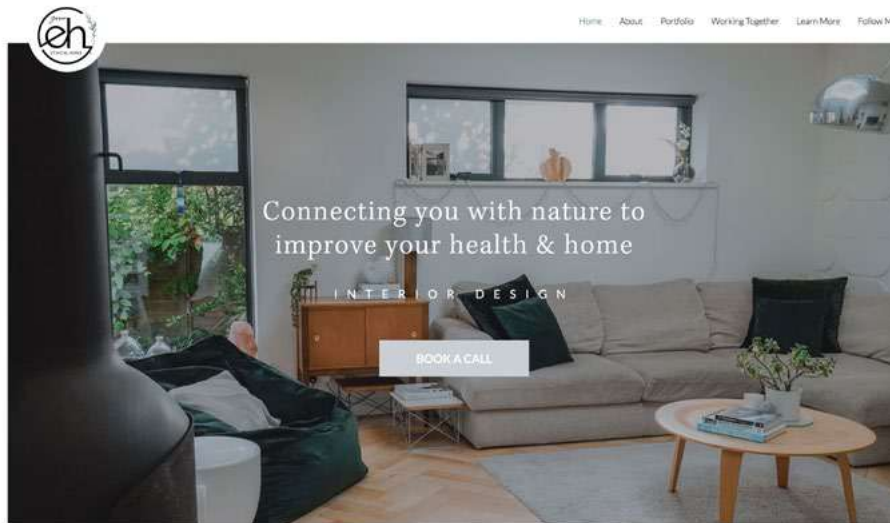 eh
Home About Portfolio Working Together Learn More Follow M
Connecting you with nature to
improve your health & home
INTERIOR DESIGN
BOOK A CALL